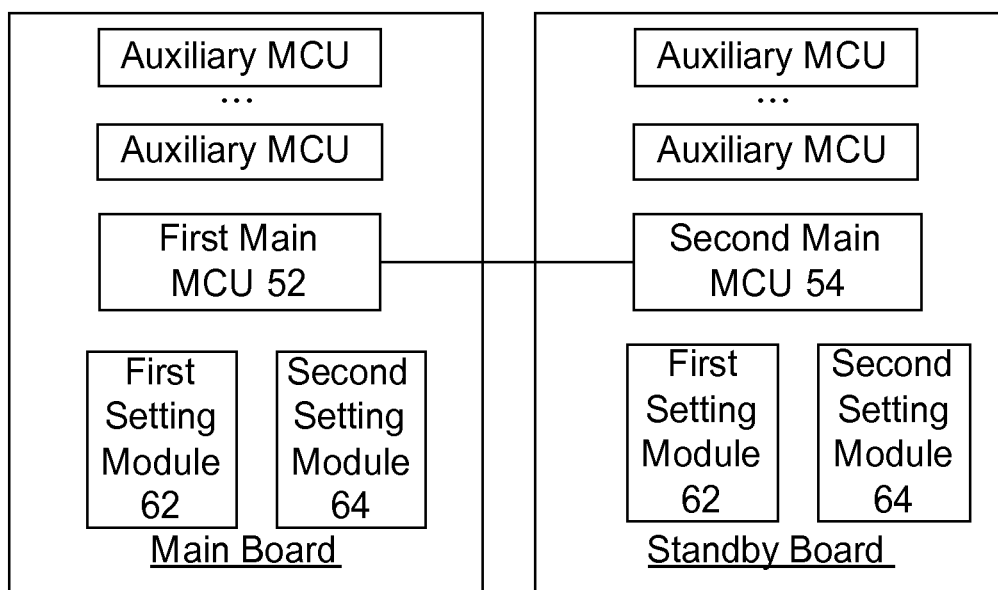 Auxiliary MCU
...
Auxiliary MCU
First Main
MCU 52
First
Setting
Module
62
Second
Setting
Module
64
Main Board
Auxiliary MCU
...
Auxiliary MCU
Second Main
MCU 54
First
Setting
Module
62
Second
Setting
Module
64
Standby Board